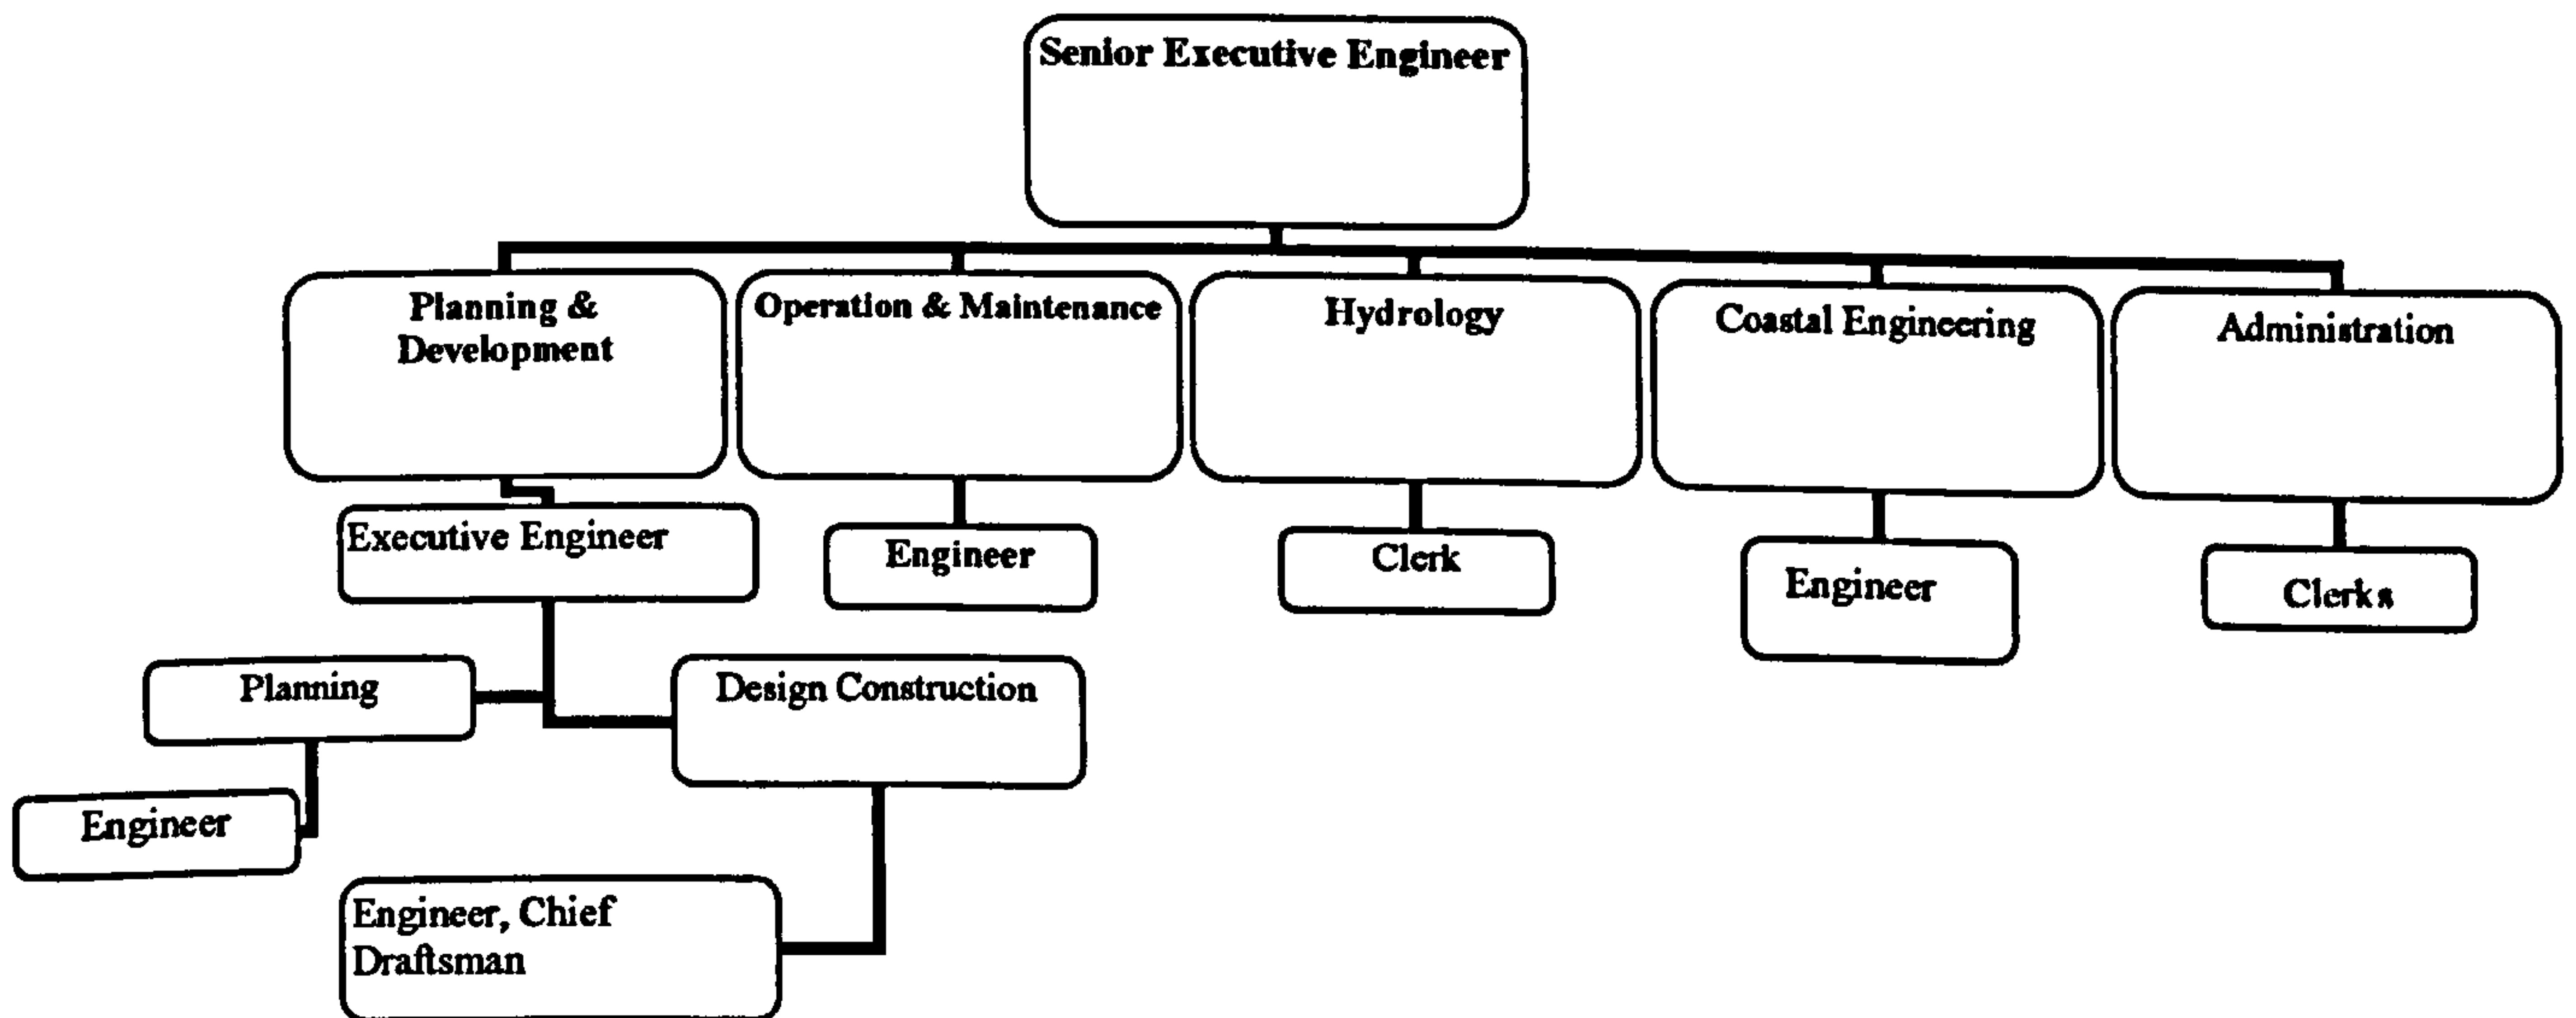 Senior Executive Engineer
Planning &
Development
Operation & Maintenance
Hydrology
Coastal Engineering
Administration
Executive Engineer
Engineer
Clerk
Engineer
Clerks
Planning
Design Construction
Engineer
Engineer, Chief
Draftsman